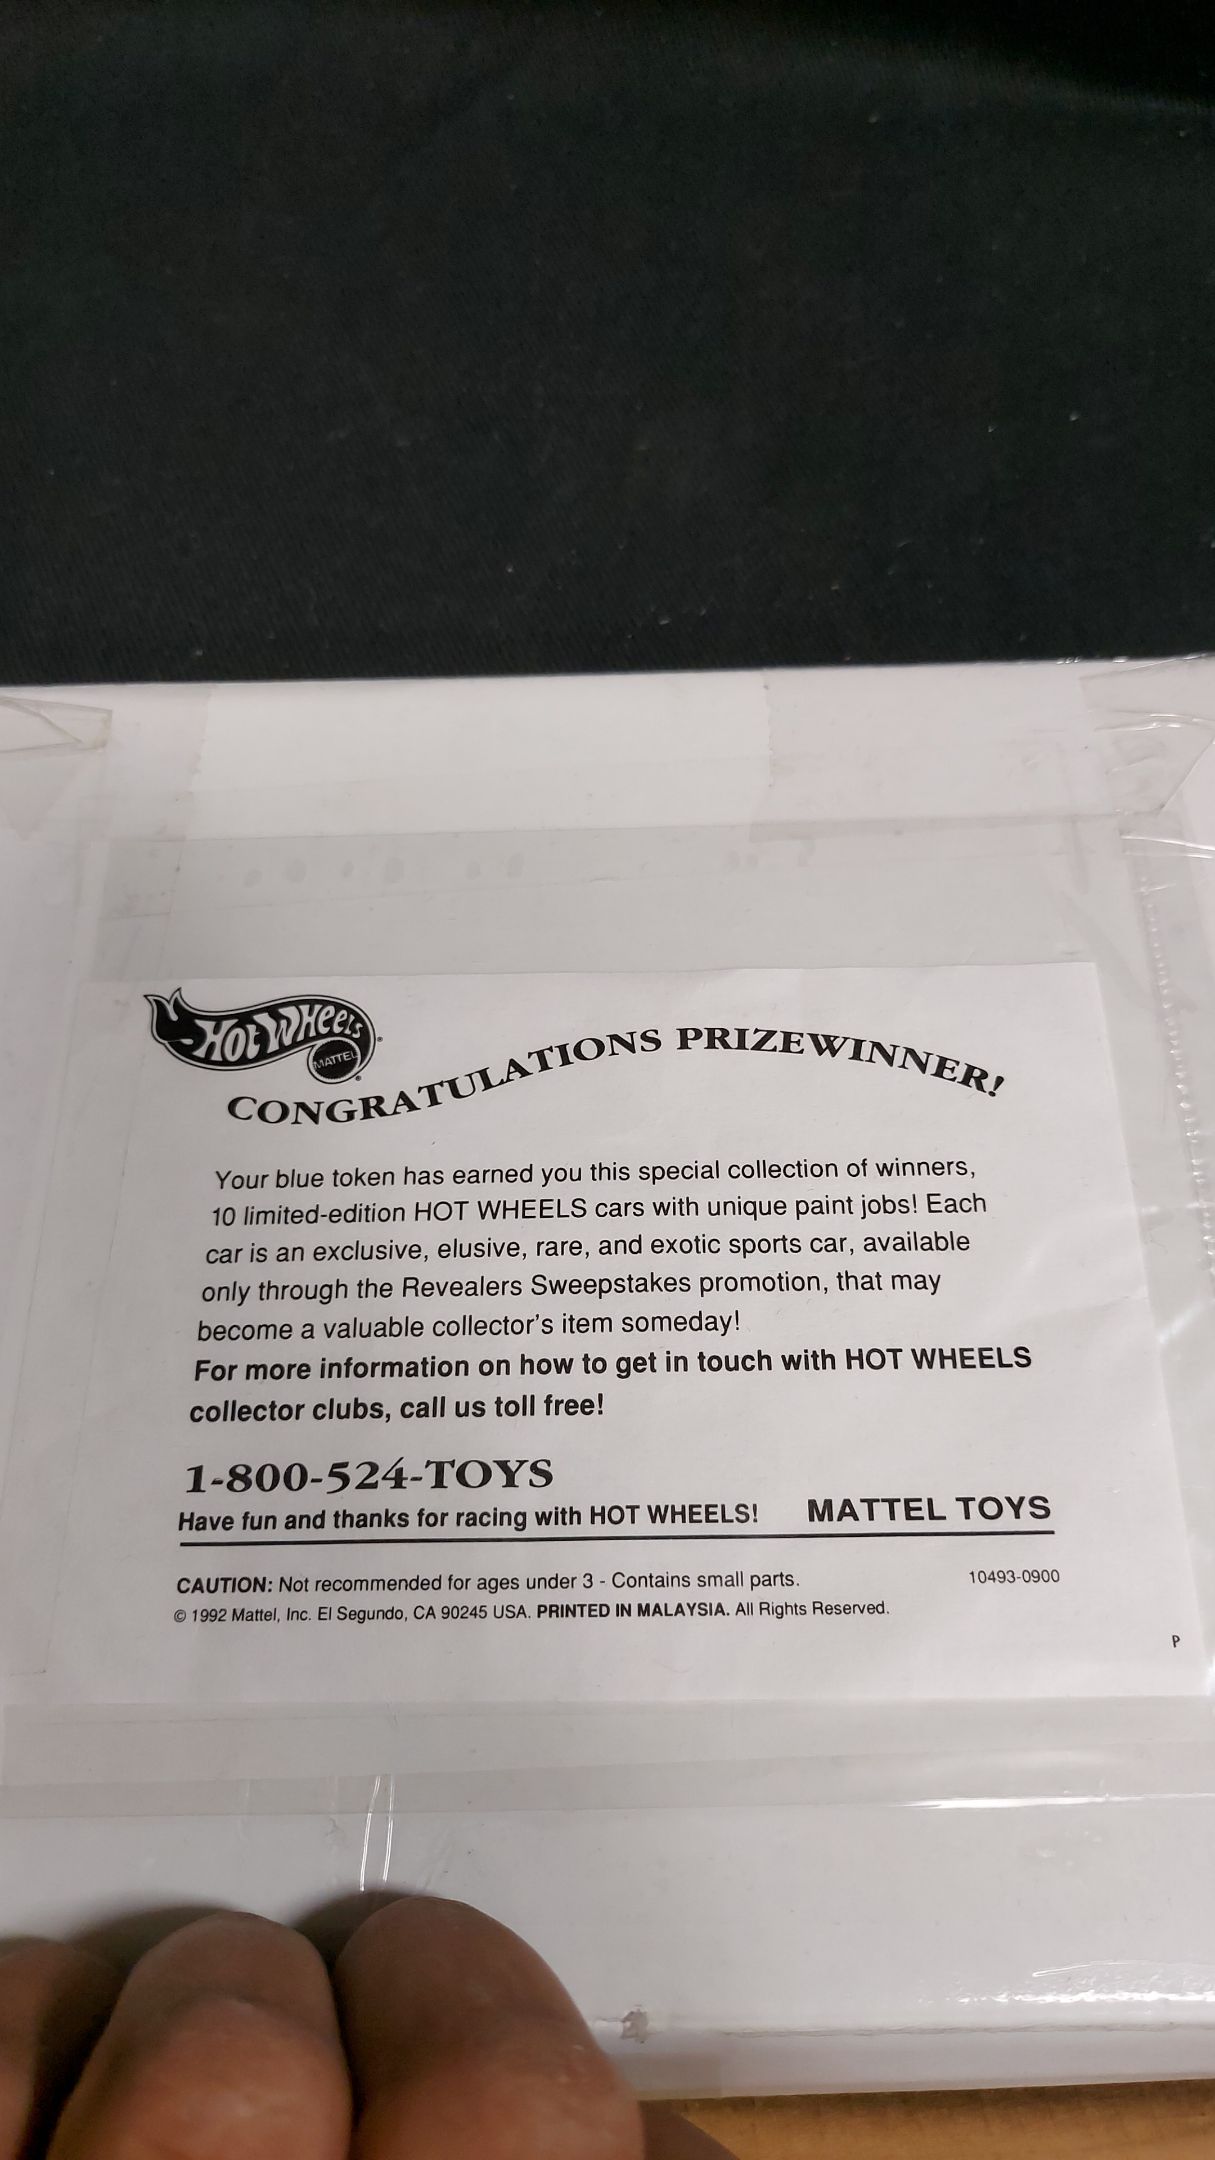 Hot Wheels®
MATTEL®
CONGRATULATIONS PRIZEWINNER!
Your blue token has earned you this special collection of winners,
10 limited-edition HOT WHEELS cars with unique paint jobs! Each
car is an exclusive, elusive, rare, and exotic sports car, available
only through the Revealers Sweepstakes promotion, that may
become a valuable collector's item someday!
For more information on how to get in touch with HOT WHEELS
collector clubs, call us toll free!
1-800-524-TOYS
Have fun and thanks for racing with HOT WHEELS! MATTEL TOYS
CAUTION: Not recommended for ages under 3 - Contains small parts. 10493-0900
© 1992 Mattel, Inc. El Segundo, CA 90245 USA. PRINTED IN MALAYSIA. All Rights Reserved.
P